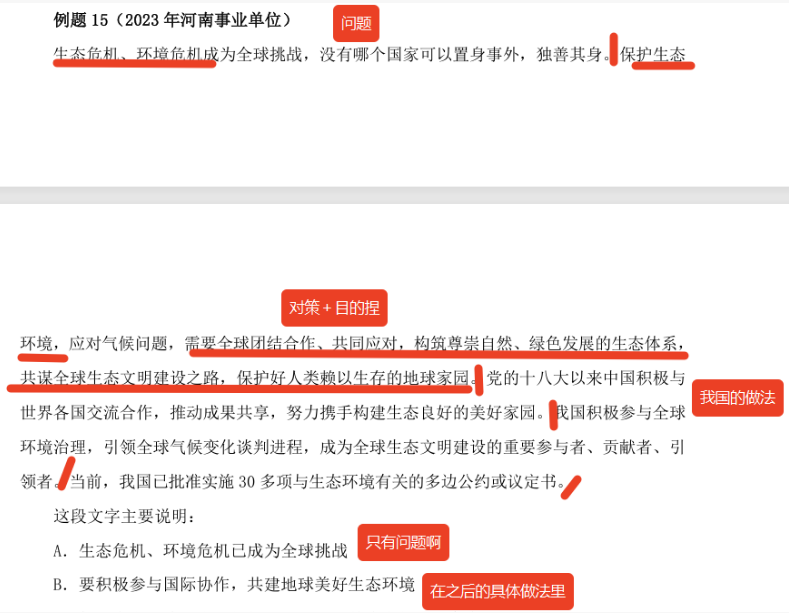 例题 15（2023 年河南事业单位）
问题
生态危机、环境危机成为全球挑战，没有哪个国家可以置身事外，独善其身。保护生态
对策+目的捏
环境，应对气候问题，需要全球团结合作、共同应对，构筑尊崇自然、绿色发展的生态体系，
共谋全球生态文明建设之路，保护好人类赖以生存的地球家园。党的十八大以来中国积极与
我国的做法
世界各国交流合作，推动成果共享，努力携手构建生态良好的美好家园。我国积极参与全球
环境治理，引领全球气候变化谈判进程，成为全球生态文明建设的重要参与者、贡献者、引
领者。当前，我国已批准实施 30 多项与生态环境有关的多边公约或议定书。
这段文字主要说明：
A．生态危机、环境危机已成为全球挑战
只有问题啊
B．要积极参与国际协作，共建地球美好生态环境
在之后的具体做法里